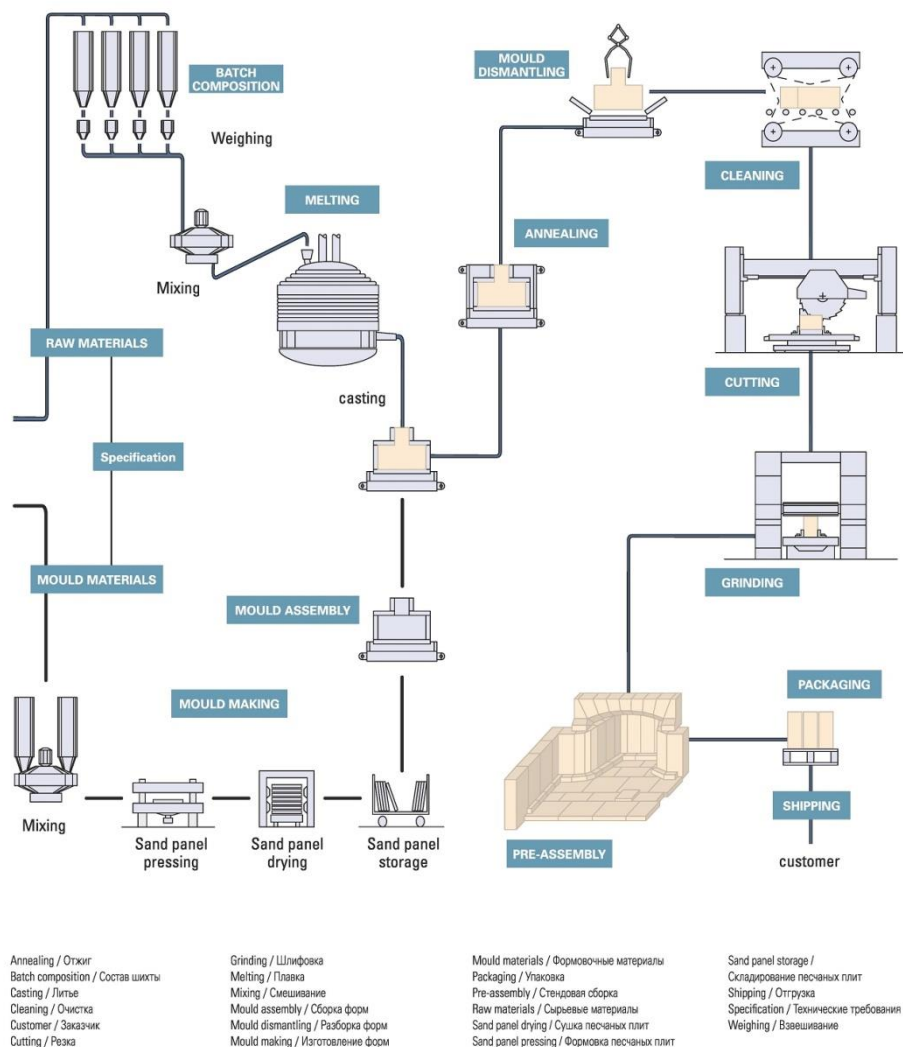 BATCH
COMPOSITION
Weighing
MELTING
Mixing
RAW MATERIALS
casting
Specification
MOULD MATERIALS
MOULD ASSEMBLY
MOULD MAKING
Mixing
Sand panel
pressing
Sand panel
drying
Sand panel
storage
MOULD
DISMANTLING
ANNEALING
CLEANING
CUTTING
GRINDING
PACKAGING
SHIPPING
PRE-ASSEMBLY
customer
Annealing / Отжиг
Batch composition / Состав шихты
Casting / Литье
Cleaning / Очистка
Customer / Заказчик
Cutting / Резка
Grinding / Шлифовка
Melting / Плавка
Mixing / Смешивание
Mould assembly / Сборка форм
Mould dismantling / Разборка форм
Mould making / Изготовление форм
Mould materials / Формовочные материалы
Packaging / Упаковка
Pre-assembly / Стендовая сборка
Raw materials / Сырьевые материалы
Sand panel drying / Сушка песчаных плит
Sand panel pressing / Формовка песчаных плит
Sand panel storage /
Складирование песчаных плит
Shipping / Отгрузка
Specification / Технические требования
Weighing / Взвешивание